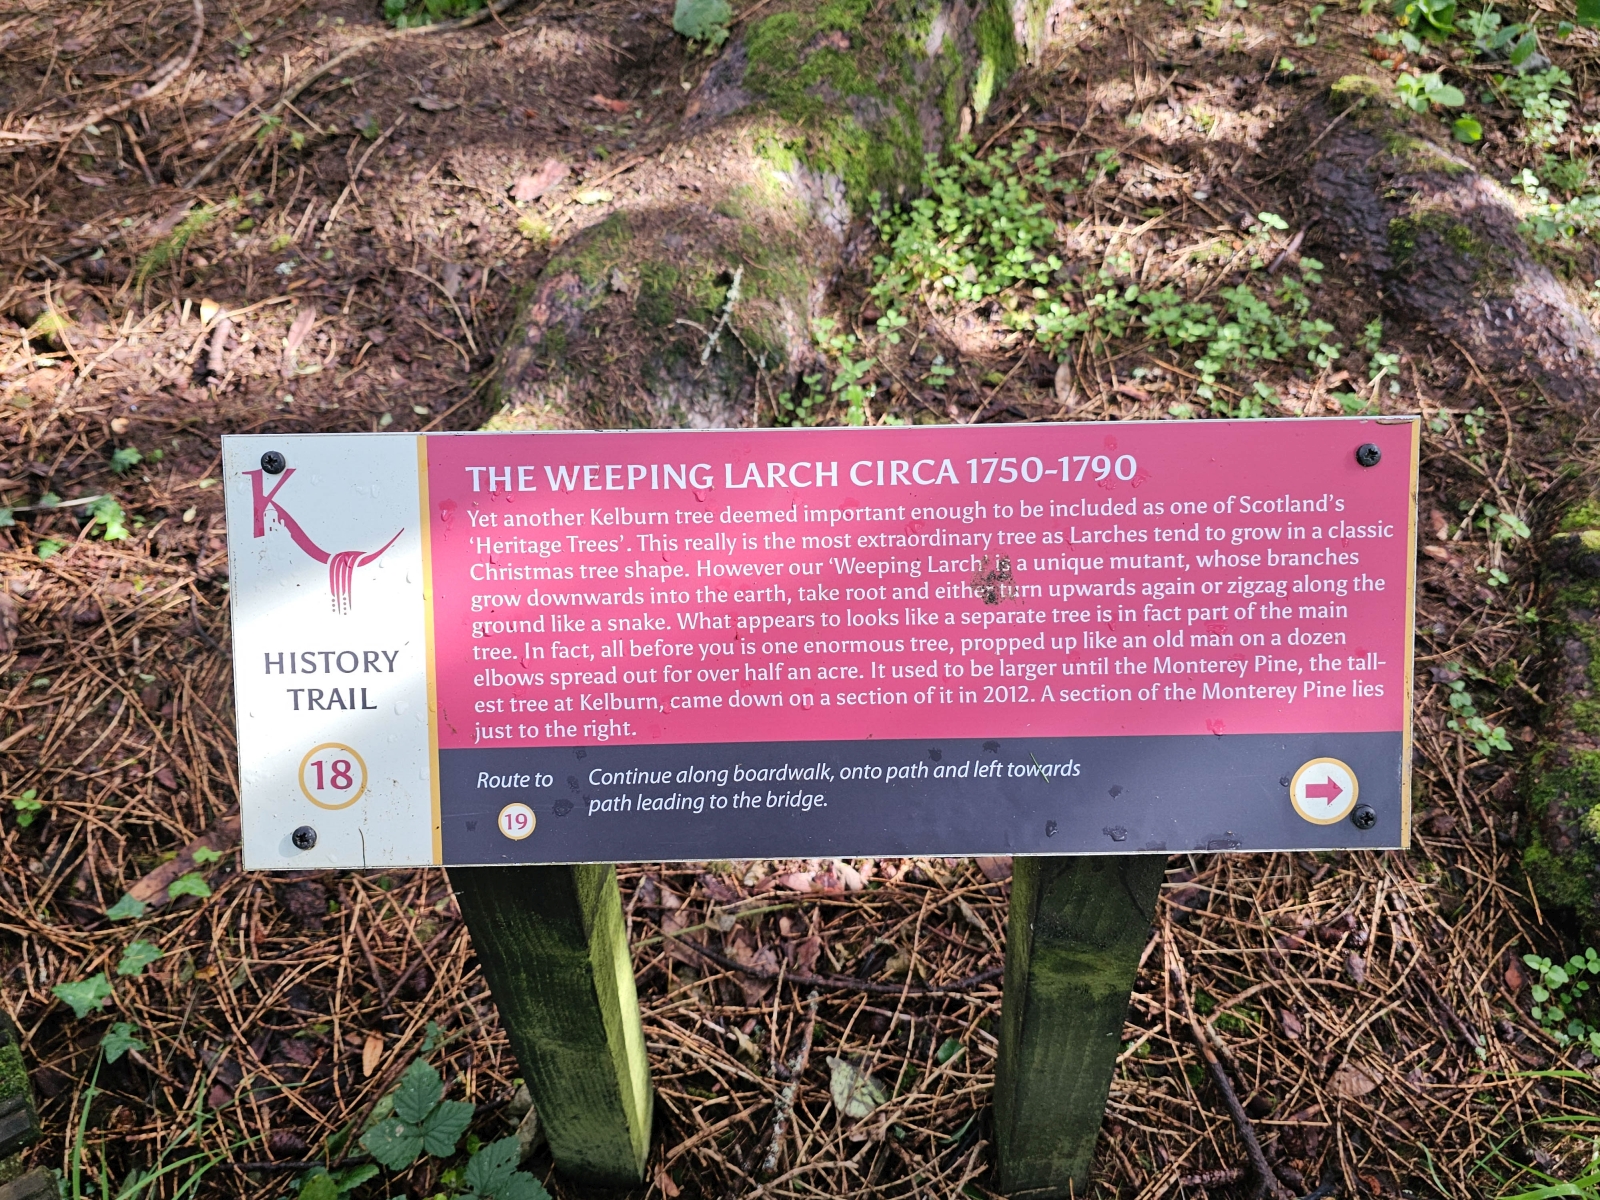 K
HISTORY
TRAIL
18
THE WEEPING LARCH CIRCA 1750-1790
Yet another Kelburn tree deemed important enough to be included as one of Scotland's
'Heritage Trees'. This really is the most extraordinary tree as Larches tend to grow in a classic
Christmas tree shape. However our 'Weeping Larch' is a unique mutant, whose branches
grow downwards into the earth, take root and either turn upwards again or zigzag along the
ground like a snake. What appears to looks like a separate tree is in fact part of the main
tree. In fact, all before you is one enormous tree, propped up like an old man on a dozen
elbows spread out for over half an acre. It used to be larger until the Monterey Pine, the tall-
est tree at Kelburn, came down on a section of it in 2012. A section of the Monterey Pine lies
just to the right.
Route to
19
Continue along boardwalk, onto path and left towards
path leading to the bridge.